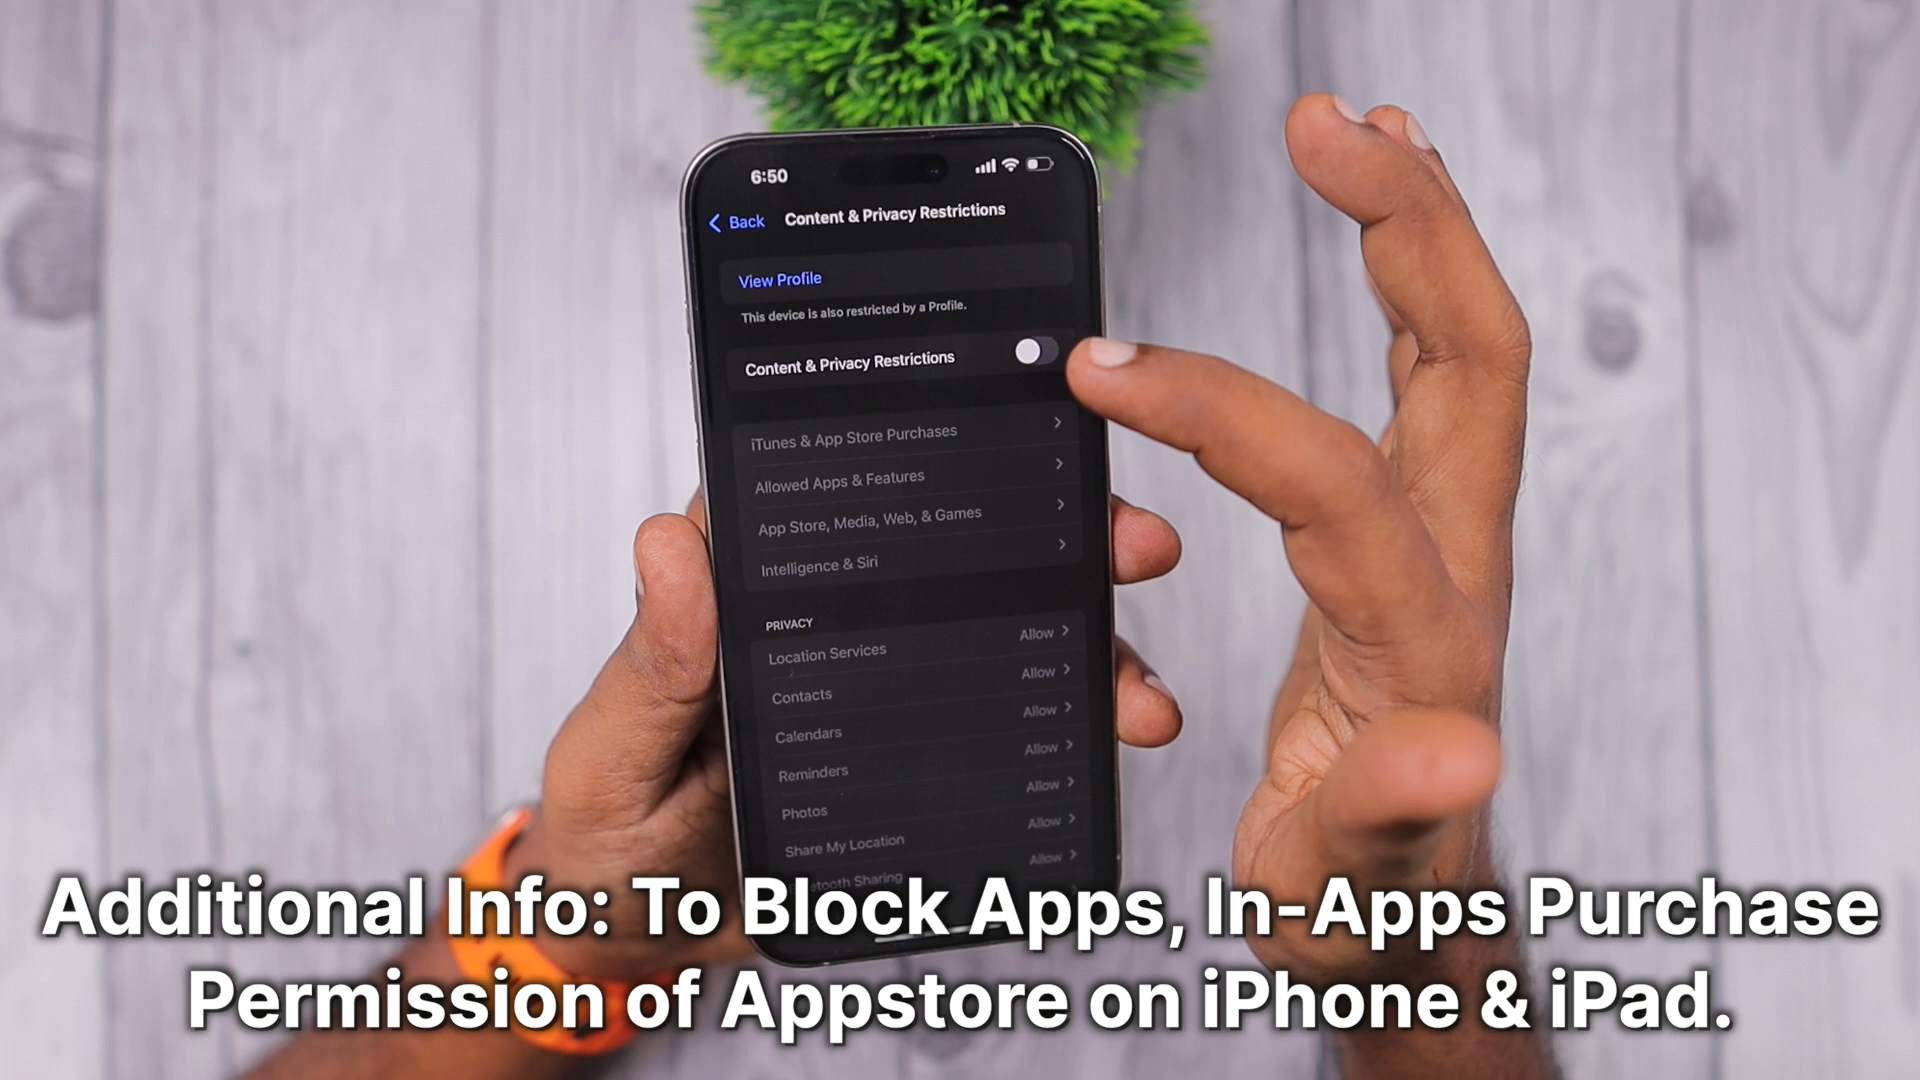 6:50
Back
Content & Privacy Restrictions
View Profile
This device is also restricted by a Profile.
Content & Privacy Restrictions
iTunes & App Store Purchases
Allowed Apps & Features
App Store, Media, Web, & Games
Intelligence & Siri
PRIVACY
Location Services Allow
Contacts Allow
Calendars Allow
Reminders Allow
Photos Allow
Share My Location Allow
Sharing Allow
Additional Info: To Block Apps, In-Apps Purchase
Permission of Appstore on iPhone & iPad.